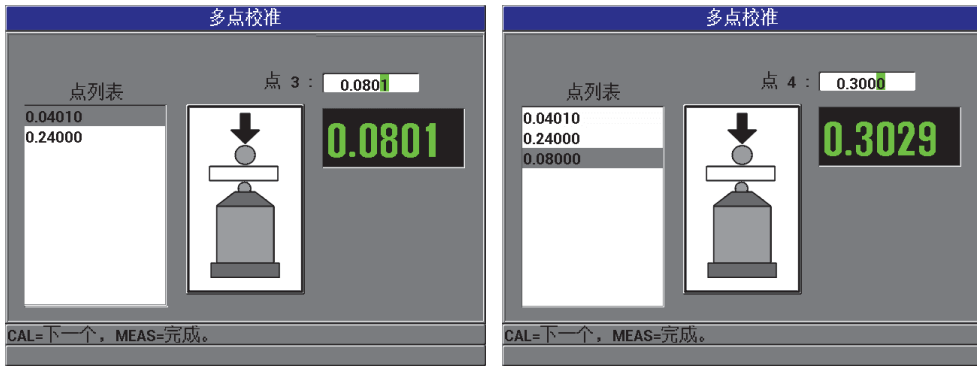 多点校准
点 3 : 0.0801
点列表
0.04010
0.24000
0.0801
CAL=下一个，MEAS=完成。
多点校准
点 4 : 0.3000
点列表
0.04010
0.24000
0.08000
0.3029
CAL=下一个，MEAS=完成。